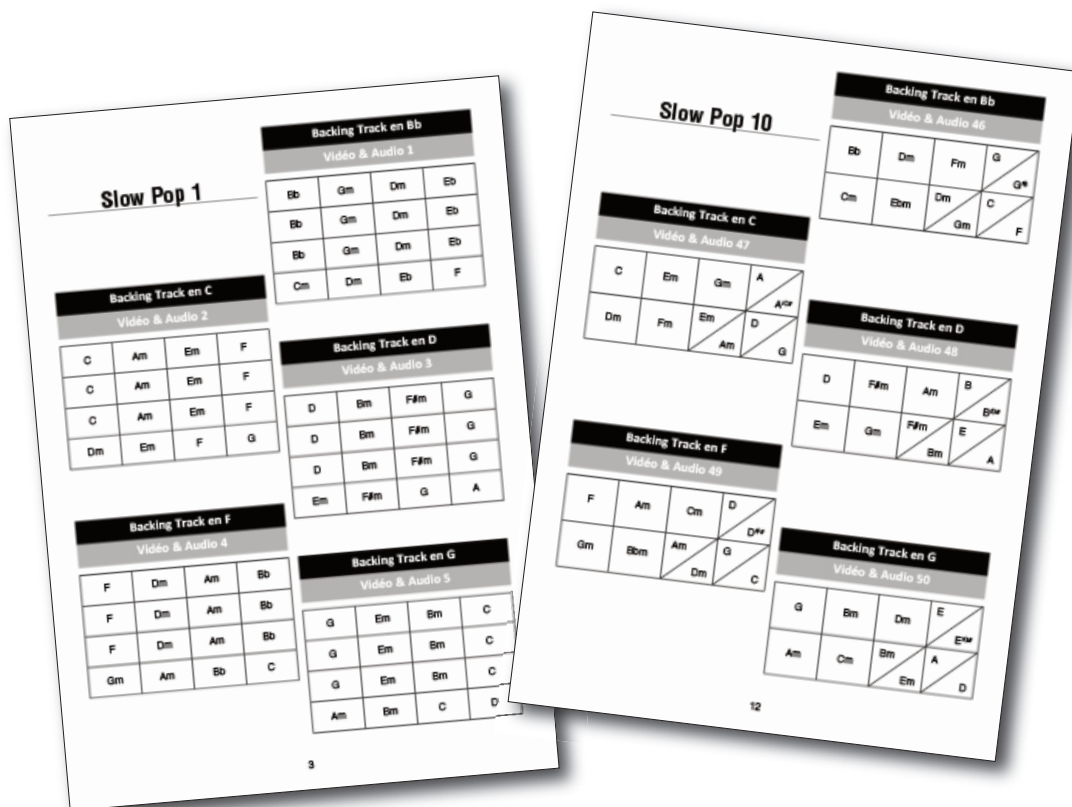 Slow Pop 1
Backing Track en Bb
Vidéo & Audio 1
Bb Gm Dm Eb
Bb Gm Dm Eb
Bb Gm Dm Eb
Cm Dm Eb F
Backing Track en C
Vidéo & Audio 2
C Am Em F
C Am Em F
C Am Em F
Dm Em F G
Backing Track en D
Vidéo & Audio 3
D Bm F#m G
D Bm F#m G
D Bm F#m G
Em F#m G A
Backing Track en F
Vidéo & Audio 4
F Dm Am Bb
F Dm Am Bb
F Dm Am Bb
Gm Am Bb C
Backing Track en G
Vidéo & Audio 5
G Em Bm C
G Em Bm C
G Em Bm C
Am Bm C D
3
Slow Pop 10
Backing Track en Bb
Vidéo & Audio 46
Bb Dm Fm G
Cm Ebm Dm Gm C F
Backing Track en C
Vidéo & Audio 47
C Em Gm A
Dm Fm Em Am D G
Backing Track en D
Vidéo & Audio 48
D F#m Am B
Em Gm F#m Bm E A
Backing Track en F
Vidéo & Audio 49
F Am Cm D
Gm Bbm Am Dm G C
Backing Track en G
Vidéo & Audio 50
G Bm Dm E
Am Cm Bm Em A D
12